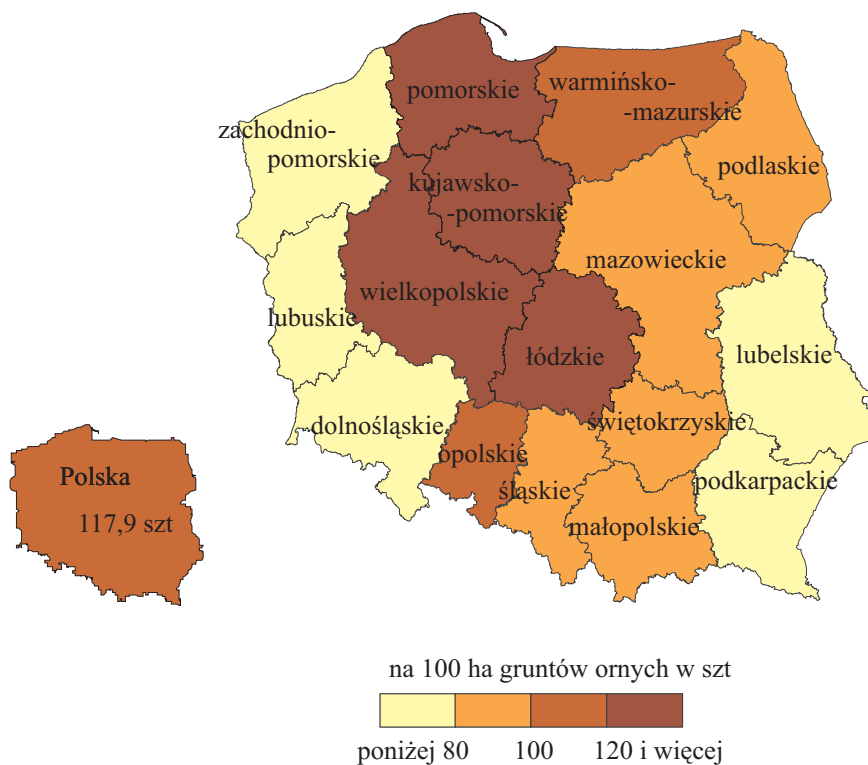 pomorskie
warmińsko-
-mazurskie
zachodnio-
pomorskie
podlaskie
kujawsko-
-pomorskie
mazowieckie
wielkopolskie
lubuskie
łódzkie
lubelskie
dolnośląskie
świętokrzyskie
opolskie
śląskie
podkarpackie
małopolskie
Polska
117,9 szt
na 100 ha gruntów ornych w szt
poniżej 80 100 120 i więcej